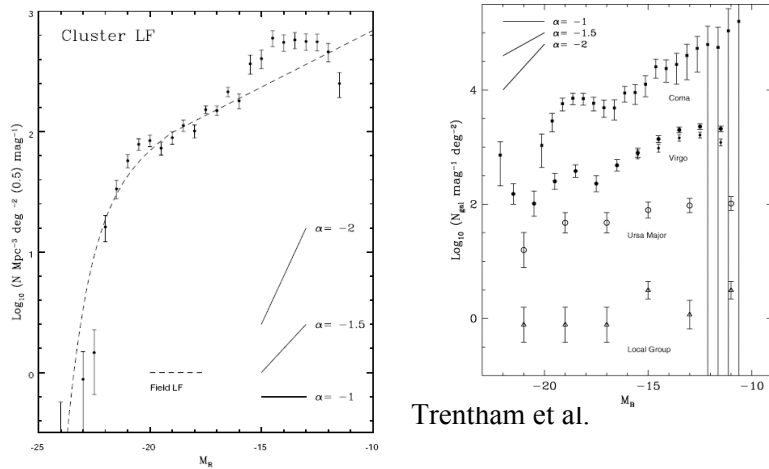 Cluster LF
Log₁₀ (N Mpc⁻³ deg⁻² (0.5) mag⁻¹)
3
2
1
0
α= −2
α= −1.5
α= −1
Field LF
-25
-20
-15
-10
M_R
α= −1
α= −1.5
α= −2
Log₁₀ (N_gal mag⁻¹ deg⁻²)
4
2
0
Coma
Virgo
Ursa Major
Local Group
−20
−15
−10
M_B
Trentham et al.